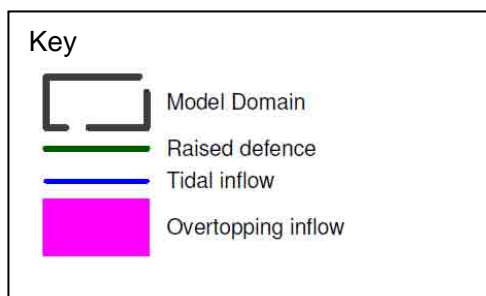 Key
Model Domain
Raised defence
Tidal inflow
Overtopping inflow